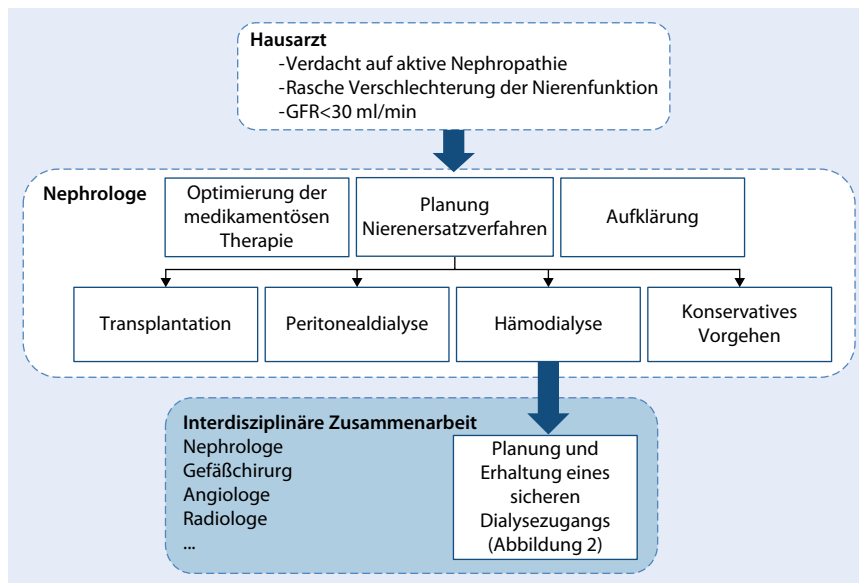 Hausarzt
-Verdacht auf aktive Nephropathie
-Rasche Verschlechterung der Nierenfunktion
-GFR<30 ml/min
Nephrologe
Optimierung der
medikamentösen
Therapie
Planung
Nierenersatzverfahren
Aufklärung
Transplantation
Peritonealdialyse
Hämodialyse
Konservatives
Vorgehen
Interdisziplinäre Zusammenarbeit
Nephrologe
Gefäßchirurg
Angiologe
Radiologe
...
Planung und
Erhaltung eines
sicheren
Dialysezugangs
(Abbildung 2)